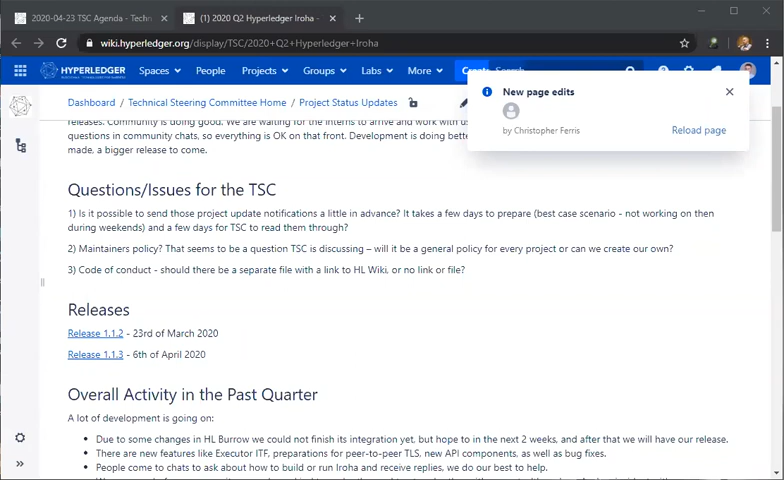 2020-04-23 TSC Agenda - Techn
(1) 2020 Q2 Hyperledger Iroha -
wiki.hyperledger.org/display/TSC/2020+Q2+Hyperledger+Iroha
HYPERLEDGER Spaces People Projects Groups Labs More Create Search
Dashboard / Technical Steering Committee Home / Project Status Updates
New page edits
by Christopher Ferris Reload page
releases. Community is doing good. We are waiting for the interns to arrive and work with us
questions in community chats, so everything is OK on that front. Development is doing bette
made, a bigger release to come.
Questions/Issues for the TSC
1) Is it possible to send those project update notifications a little in advance? It takes a few days to prepare (best case scenario - not working on then
during weekends) and a few days for TSC to read them through?
2) Maintainers policy? That seems to be a question TSC is discussing – will it be a general policy for every project or can we create our own?
3) Code of conduct - should there be a separate file with a link to HL Wiki, or no link or file?
Releases
Release 1.1.2 - 23rd of March 2020
Release 1.1.3 - 6th of April 2020
Overall Activity in the Past Quarter
A lot of development is going on:
Due to some changes in HL Burrow we could not finish its integration yet, but hope to in the next 2 weeks, and after that we will have our release.
There are new features like Executor ITF, preparations for peer-to-peer TLS, new API components, as well as bug fixes.
People come to chats to ask about how to build or run Iroha and receive replies, we do our best to help.